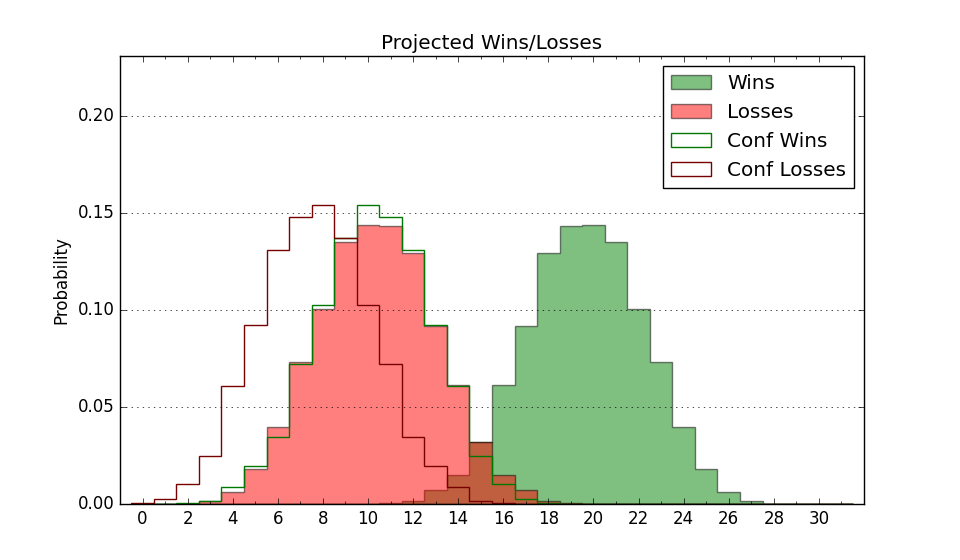 Projected Wins/Losses
Wins
Losses
Conf Wins
Conf Losses
Probability
0.20
0.15
0.10
0.05
0.00
0 2 4 6 8 10 12 14 16 18 20 22 24 26 28 30